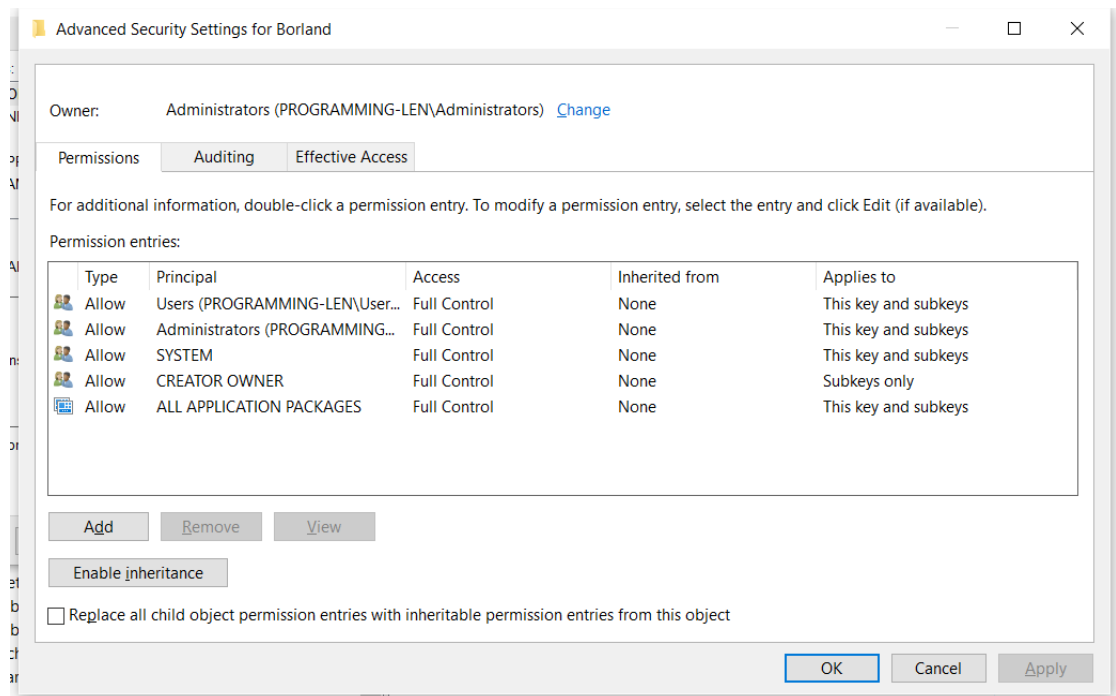 Advanced Security Settings for Borland
Owner: Administrators (PROGRAMMING-LEN\Administrators) Change
Permissions Auditing Effective Access
For additional information, double-click a permission entry. To modify a permission entry, select the entry and click Edit (if available).
Permission entries:
Type Principal Access Inherited from Applies to
Allow Users (PROGRAMMING-LEN\User... Full Control None This key and subkeys
Allow Administrators (PROGRAMMING... Full Control None This key and subkeys
Allow SYSTEM Full Control None This key and subkeys
Allow CREATOR OWNER Full Control None Subkeys only
Allow ALL APPLICATION PACKAGES Full Control None This key and subkeys
Add Remove View
Enable inheritance
Replace all child object permission entries with inheritable permission entries from this object
OK Cancel Apply